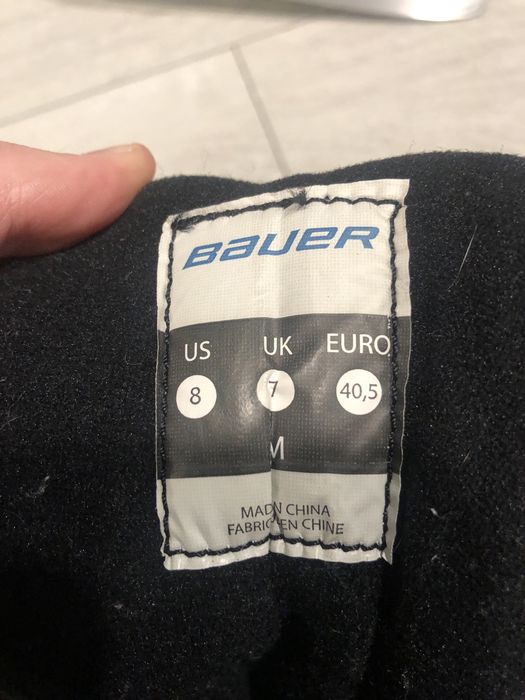 BAUER
US UK EURO
8 7 40,5
M
MADE IN CHINA
FABRIQUÉ EN CHINE